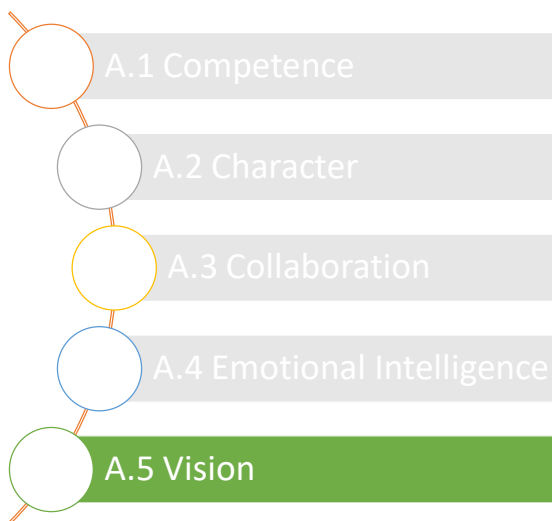 A.1 Competence
A.2 Character
A.3 Collaboration
A.4 Emotional Intelligence
A.5 Vision